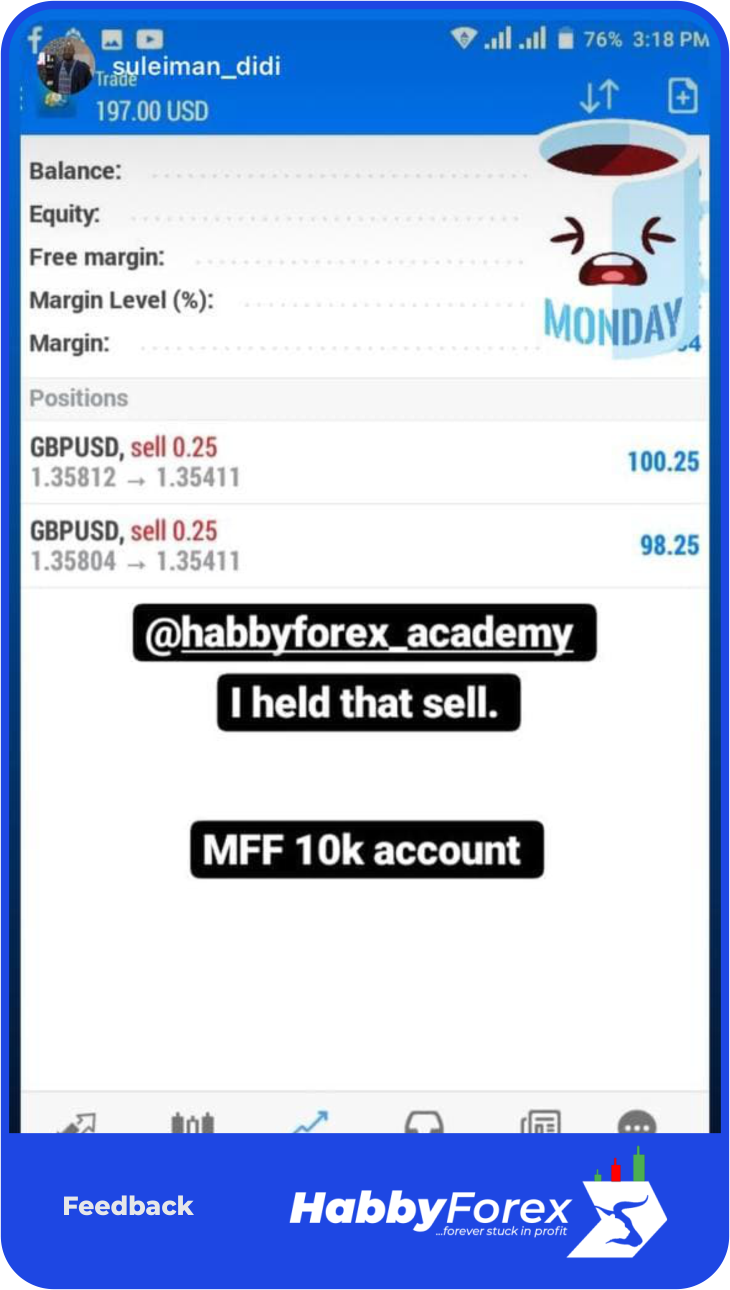 76% 3:18 PM
suleiman_didi
Trade
197.00 USD
Balance:
Equity:
Free margin:
Margin Level (%):
Margin:
MONDAY
Positions
GBPUSD, sell 0.25
1.35812 → 1.35411
100.25
GBPUSD, sell 0.25
1.35804 → 1.35411
98.25
@habbyforex_academy
I held that sell.
MFF 10k account
Feedback
HabbyForex
...forever stuck in profit